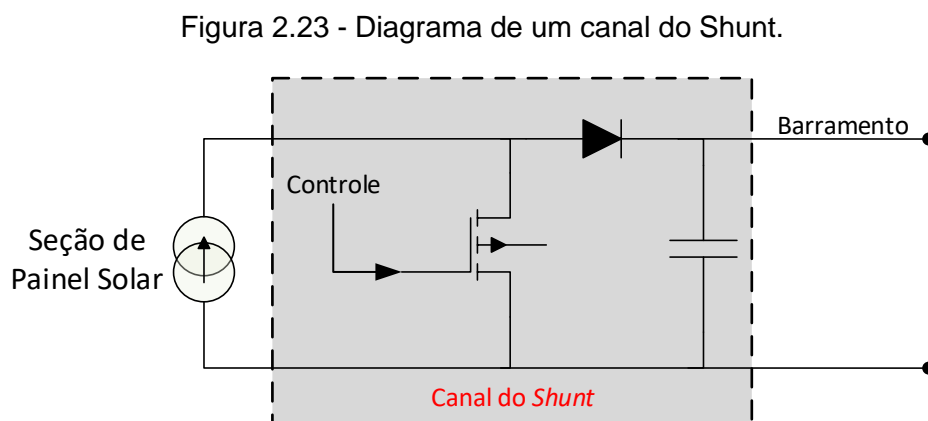 Figura 2.23 - Diagrama de um canal do Shunt.
Barramento
Controle
Seção de
Painel Solar
Canal do Shunt